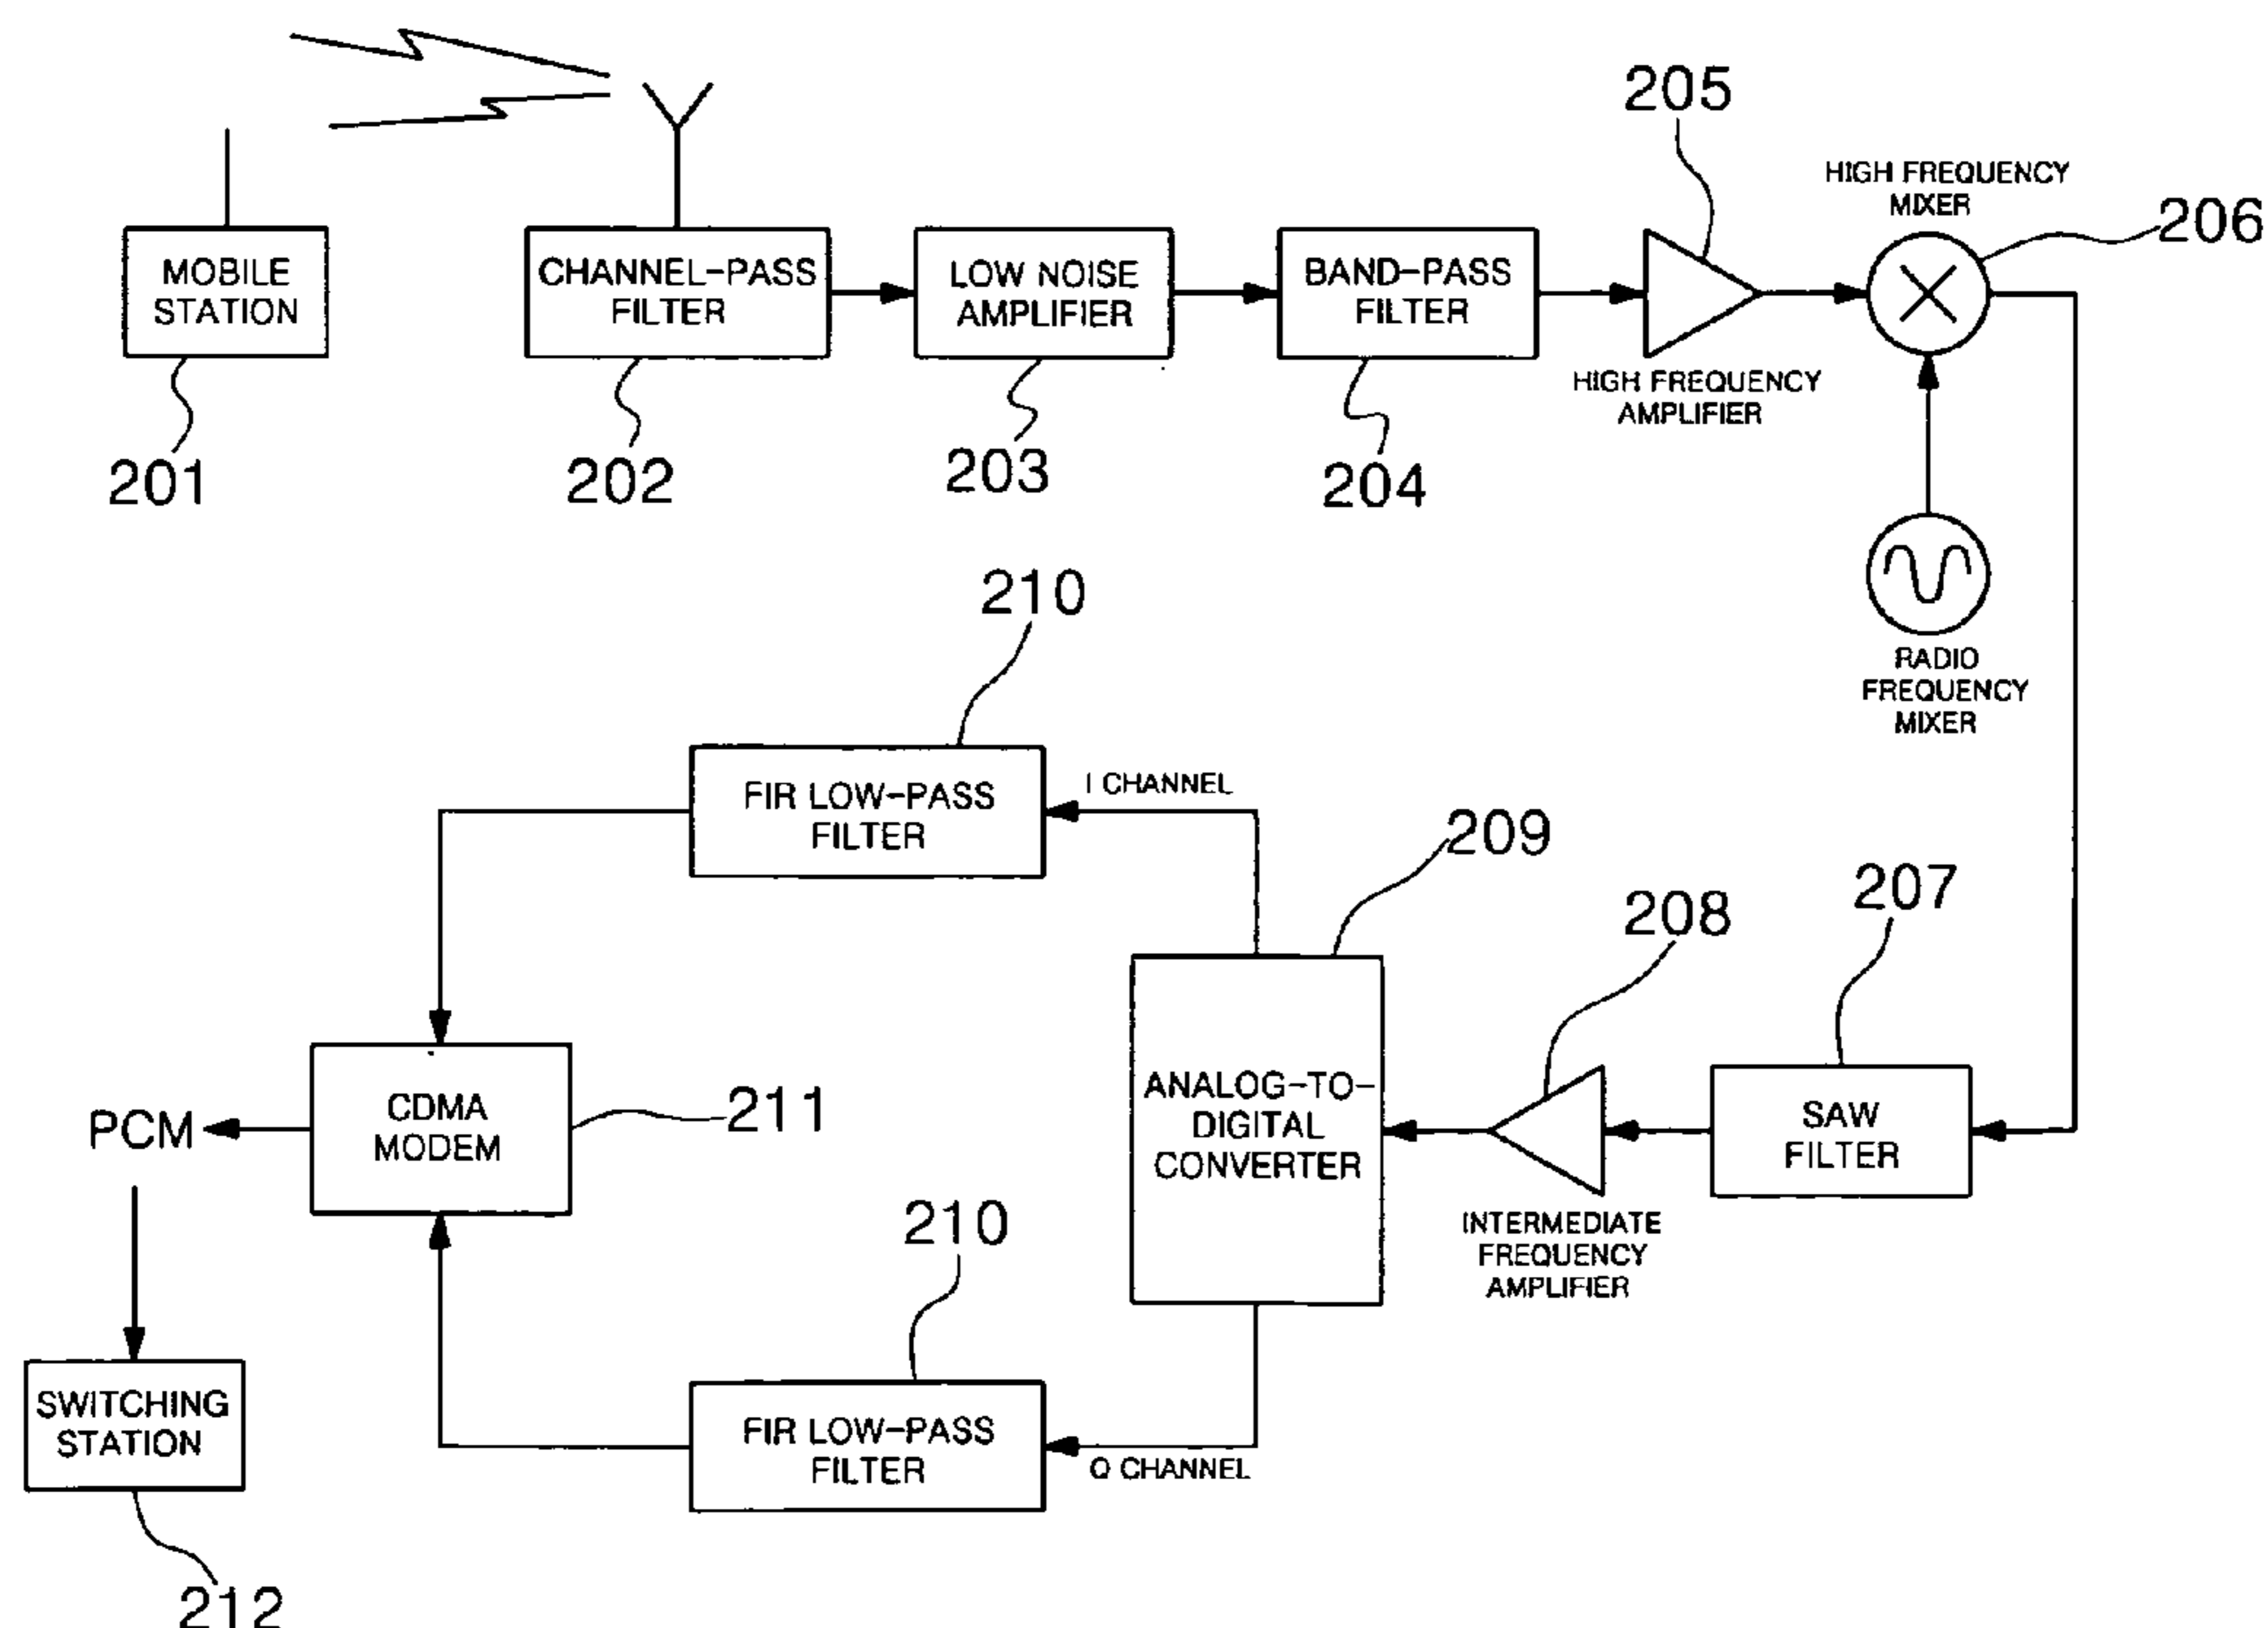 205
HIGH FREQUENCY
MIXER
206
MOBILE
STATION
CHANNEL-PASS
FILTER
LOW NOISE
AMPLIFIER
BAND-PASS
FILTER
HIGH FREQUENCY
AMPLIFIER
201
202
203
204
RADIO
FREQUENCY
MIXER
210
FIR LOW-PASS
FILTER
I CHANNEL
209
208
207
CDMA
MODEM
211
PCM
ANALOG-TO-
DIGITAL
CONVERTER
SAW
FILTER
INTERMEDIATE
FREQUENCY
AMPLIFIER
210
SWITCHING
STATION
FIR LOW-PASS
FILTER
Q CHANNEL
212